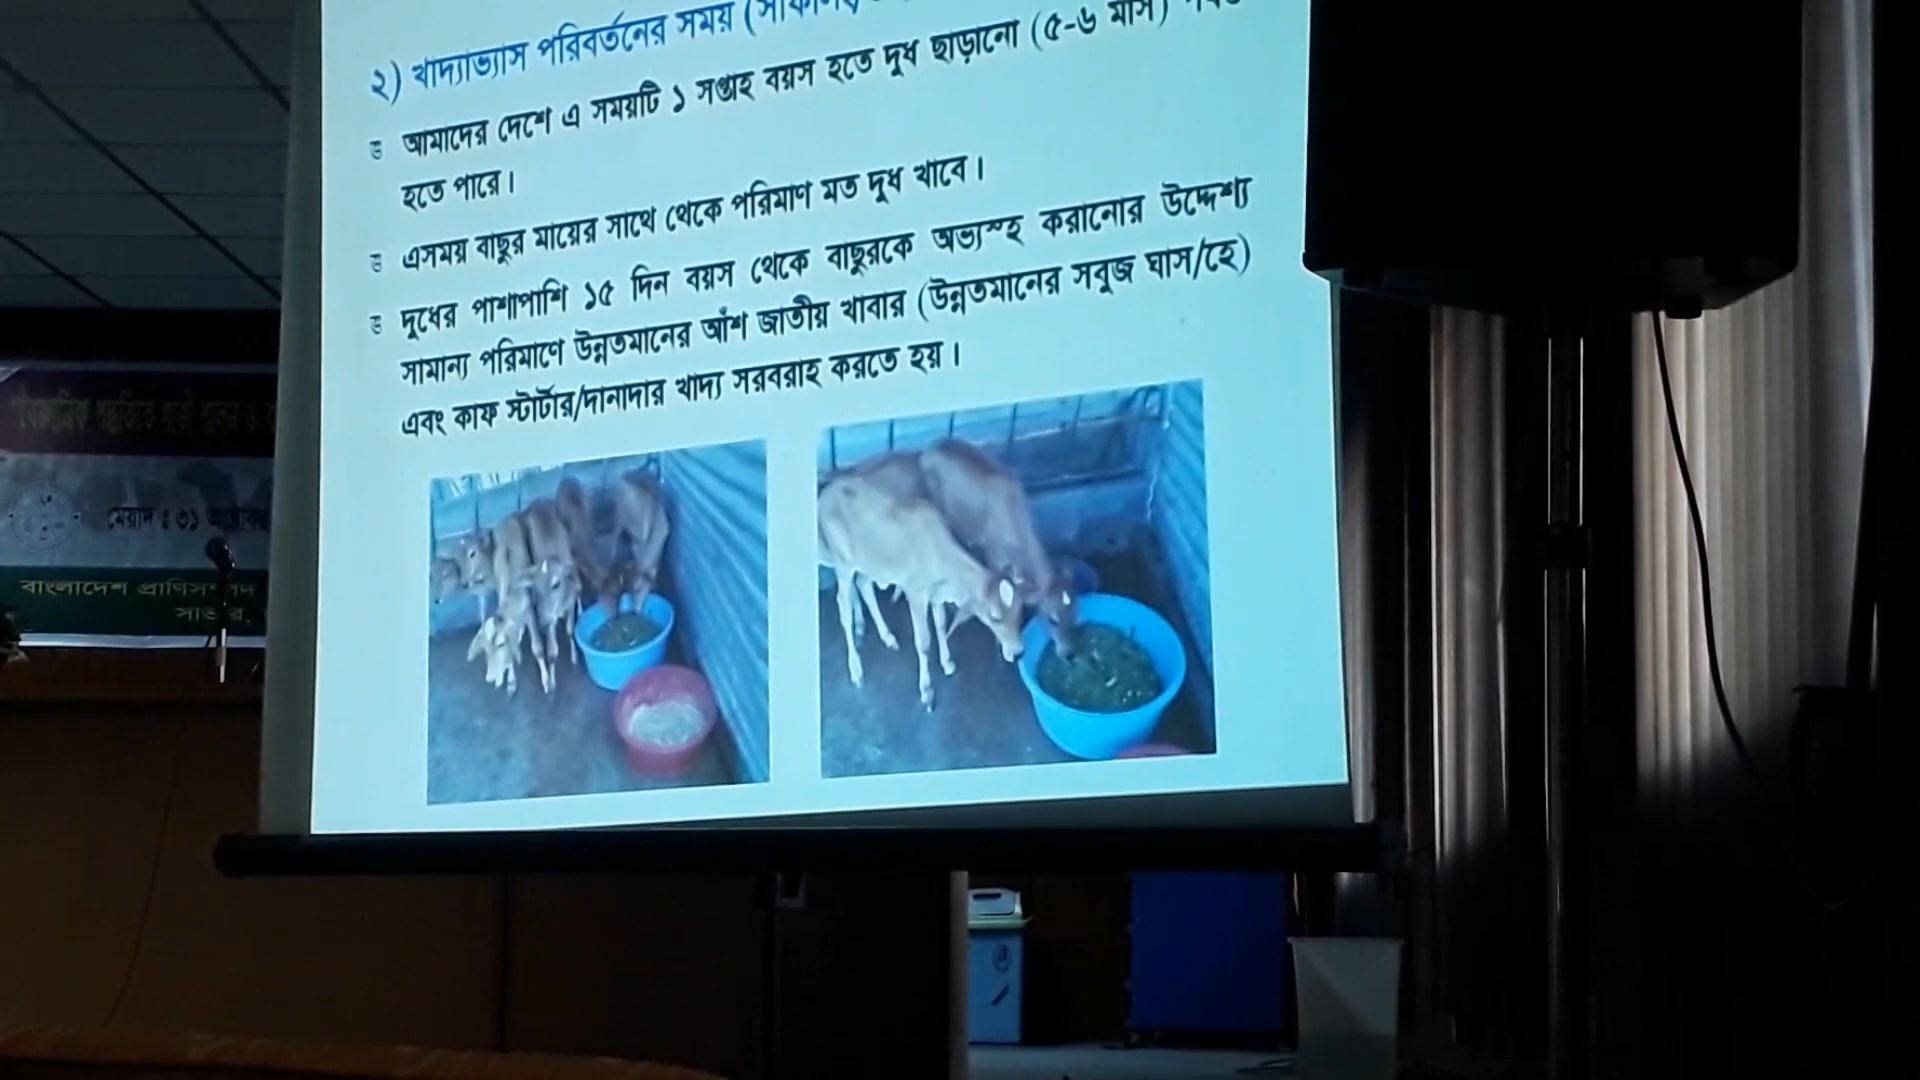 ২) খাদ্যাভ্যাস পরিবর্তনের সময়
আমাদের দেশে এ সময়টি ১ সপ্তাহ বয়স হতে দুধ ছাড়ানো (৫-৬ মাস)
হতে পারে।
এসময় বাছুর মায়ের সাথে থেকে পরিমাণ মত দুধ খাবে।
দুধের পাশাপাশি ১৫ দিন বয়স থেকে বাছুরকে অভ্যস্হ করানোর উদ্দেশ্য
সামান্য পরিমাণে উন্নতমানের আঁশ জাতীয় খাবার (উন্নতমানের সবুজ ঘাস/হে)
এবং কাফ স্টার্টার/দানাদার খাদ্য সরবরাহ করতে হয়।
মেয়াদ ঃ ৩১
বাংলাদেশ